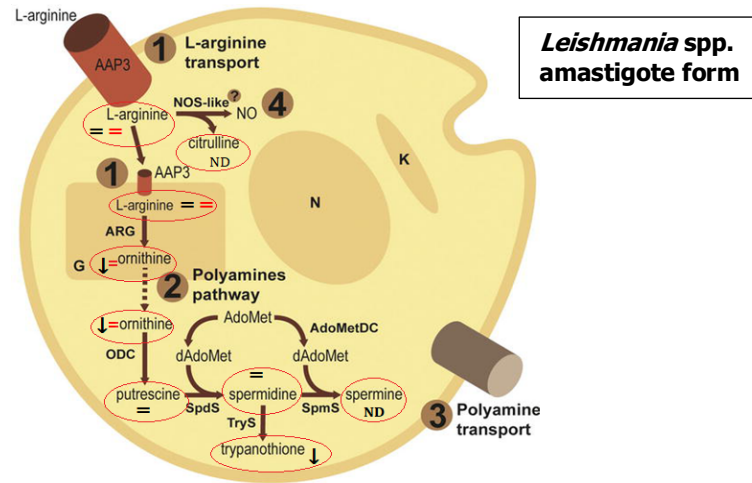 L-arginine
AAP3
1 L-arginine
transport
Leishmania spp.
amastigote form
L-arginine
= =
NOS-like ? NO 4
citrulline
ND
1 AAP3
L-arginine = =
ARG
G ↓ = ornithine
N
K
2 Polyamines
pathway
↓ = ornithine
AdoMet
AdoMetDC
ODC
dAdoMet dAdoMet
putrescine
=
SpdS
=
spermidine
SpmS
spermine
ND
TryS
trypanothione ↓
3 Polyamine
transport